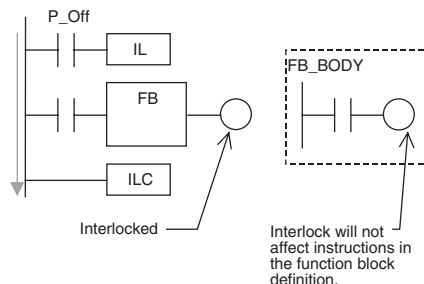 P_Off
IL
FB_BODY
FB
ILC
Interlocked
Interlock will not
affect instructions in
the function block
definition.